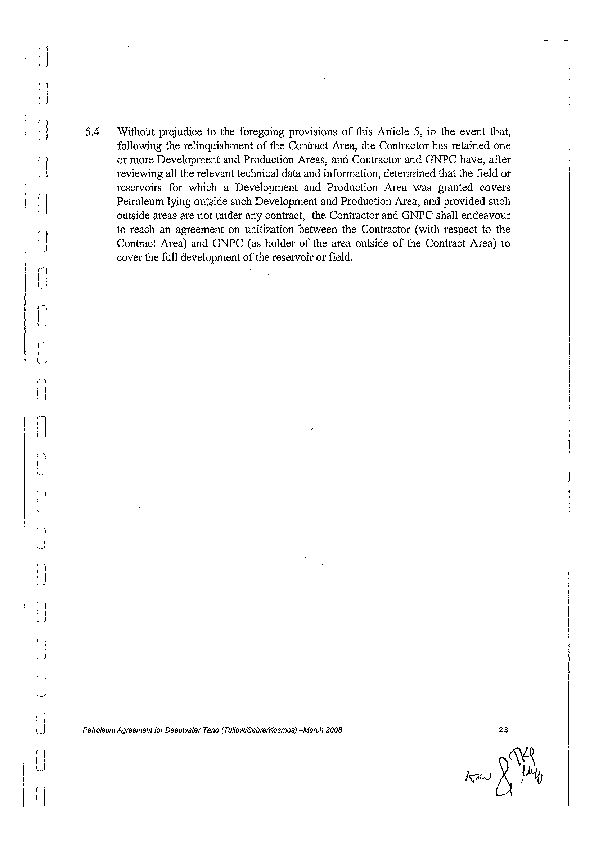 5.4 Without prejudice to the foregoing provisions of this Article 5, in the event that,
following the relinquishment of the Contract Area, the Contractor has retained one
or more Development and Production Areas, and Contractor and GNPC have, after
reviewing all the relevant technical data and information, determined that the field or
reservoirs for which a Development and Production Area was granted covers
Petroleum lying outside such Development and Production Area, and provided such
outside areas are not under any contract, the Contractor and GNPC shall endeavour
to reach an agreement on unitization between the Contractor (with respect to the
Contract Area) and GNPC (as holder of the area outside of the Contract Area) to
cover the full development of the reservoir or field.
Petroleum Agreement for Deepwater Tano (Tullow/Sabre/Kosmos) –March 2006
23